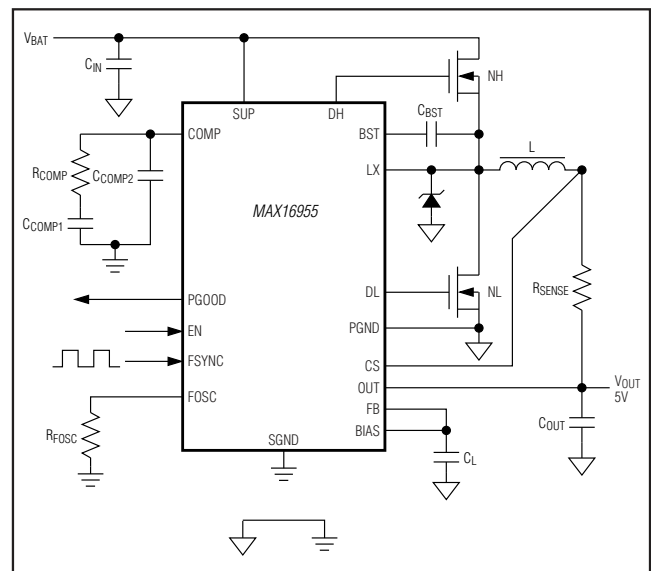 VBAT
CIN
NH
SUP
DH
CBST
COMP
BST
L
RCOMP
CCOMP2
LX
MAX16955
CCOMP1
DL
NL
RSENSE
PGOOD
PGND
EN
CS
FSYNC
OUT
VOUT
5V
FOSC
FB
COUT
BIAS
RFOSC
SGND
CL